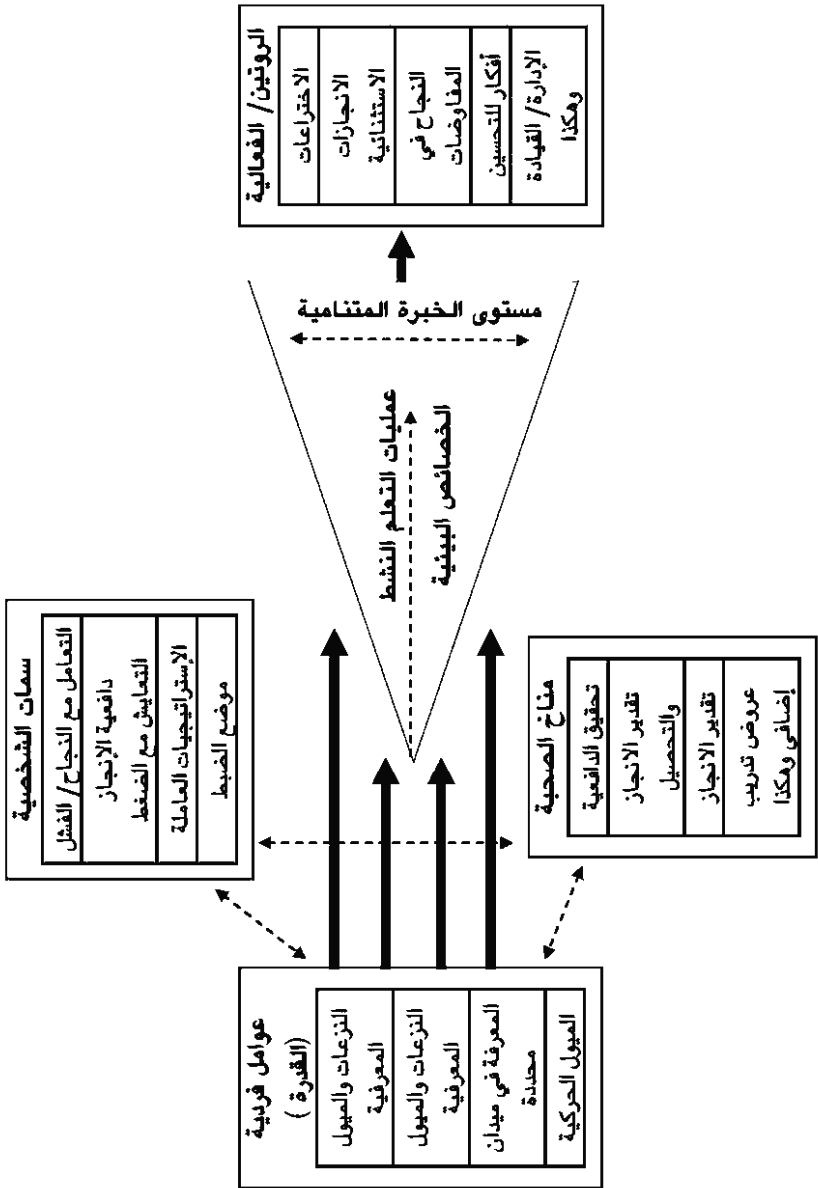 سمات الشخصية
التعامل مع النجاح/ الفشل
دافعية الإنجاز
التعايش مع الضغط
الإستراتيجيات العاملة
موضع الضبط
عوامل فردية
(القدرة )
النزعات والميول
المعرفية
النزعات والميول
المعرفية
المعرفة في ميدان
محددة
الميول الحركية
عمليات التعلم النشط
الخصائص البيئية
مستوى الخبرة المتنامية
الروتين/ الفعالية
الاختراعات
الانجازات
الاستثنائية
النجاح في
المفاوضات
أفكار للتحسين
الإدارة/ القيادة
وهكذا
مناخ الصحبة
تحقيق الدافعية
تقدير الانجاز
والتحصيل
تقدير الانجاز
عروض تدريب
إضافي وهكذا